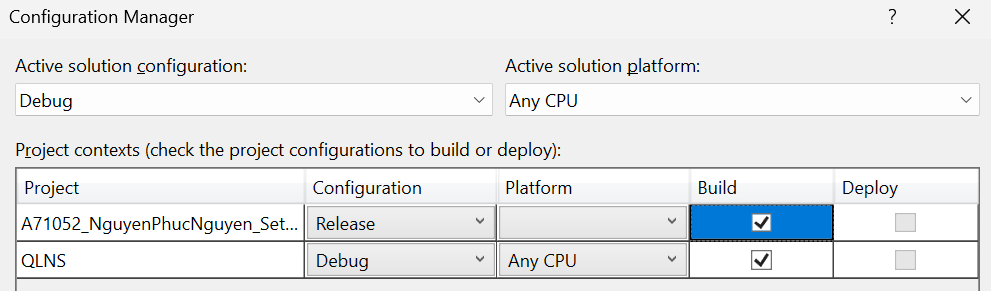 Configuration Manager ?
Active solution configuration: Active solution platform:
Debug Any CPU
Project contexts (check the project configurations to build or deploy):
Project Configuration Platform Build Deploy
A71052_NguyenPhucNguyen_Set... Release
QLNS Debug Any CPU